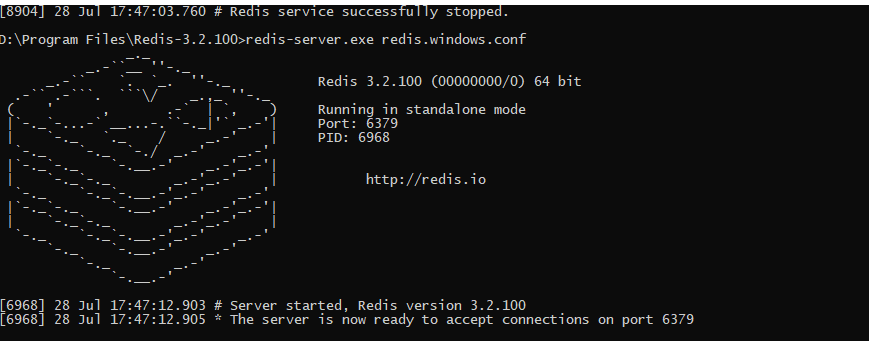 [8904] 28 Jul 17:47:03.760 # Redis service successfully stopped.
D:\Program Files\Redis-3.2.100>redis-server.exe redis.windows.conf
Redis 3.2.100 (00000000/0) 64 bit
Running in standalone mode
Port: 6379
PID: 6968
http://redis.io
[6968] 28 Jul 17:47:12.903 # Server started, Redis version 3.2.100
[6968] 28 Jul 17:47:12.905 * The server is now ready to accept connections on port 6379